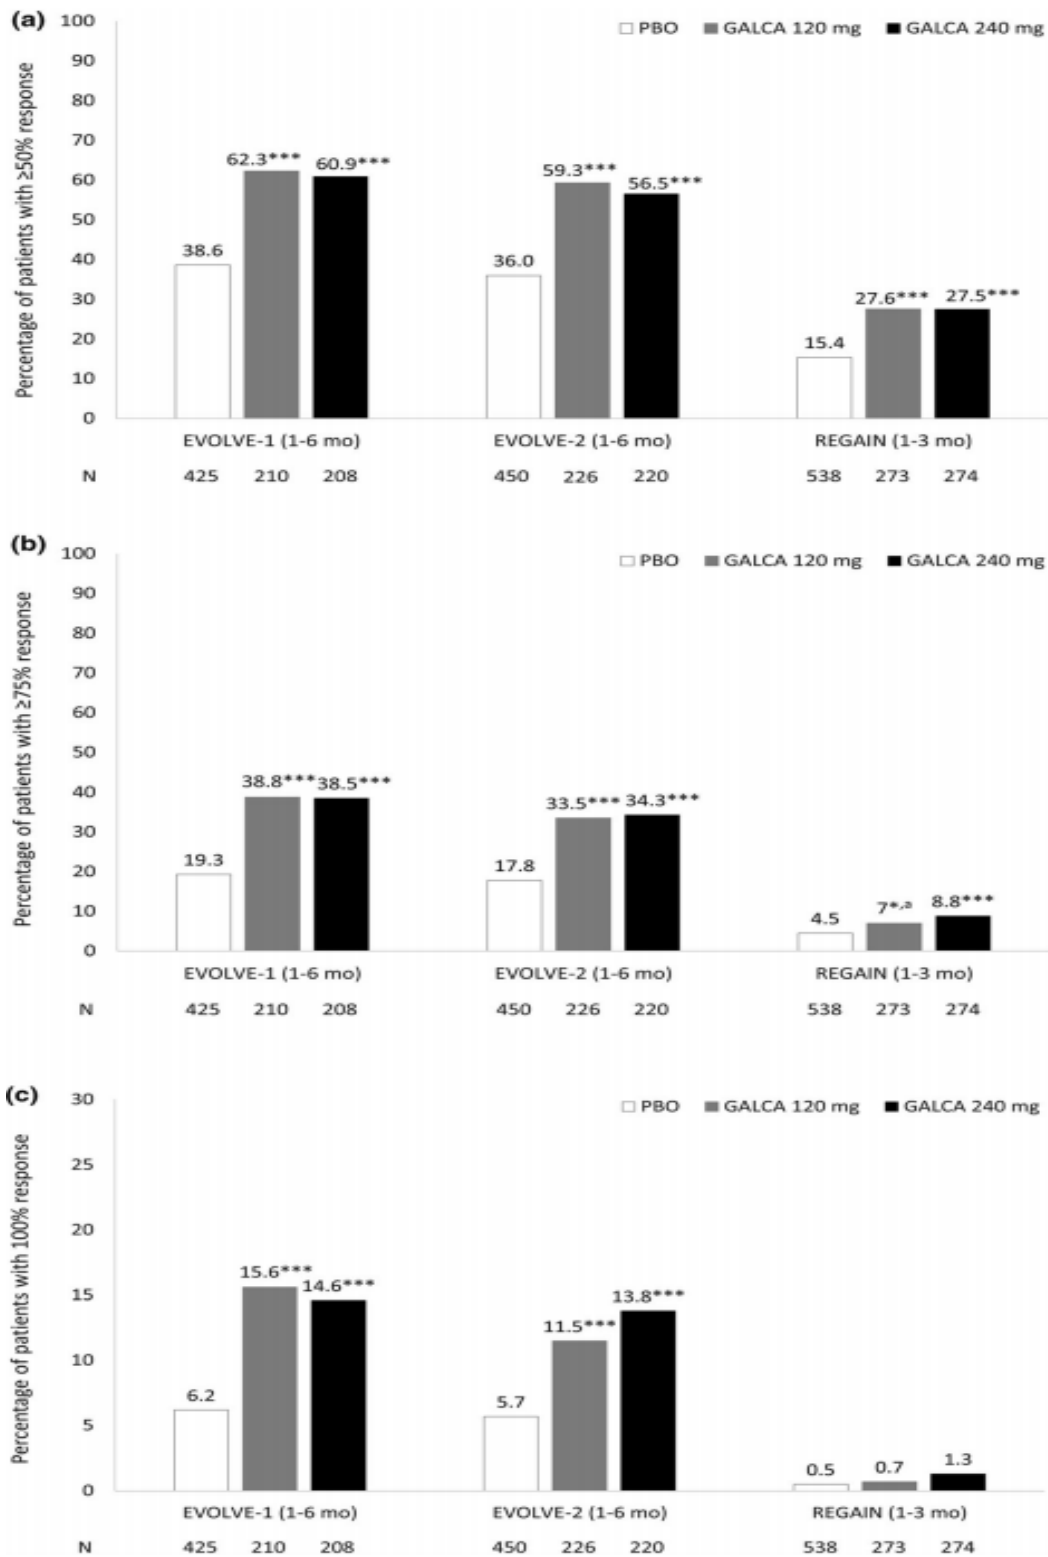 (a)
Percentage of patients with ≥50% response
100
90
80
70
60
50
40
30
20
10
0
PBO GALCA 120 mg GALCA 240 mg
38.6 62.3*** 60.9***
36.0 59.3*** 56.5***
15.4 27.6*** 27.5***
EVOLVE-1 (1-6 mo) EVOLVE-2 (1-6 mo) REGAIN (1-3 mo)
N 425 210 208 450 226 220 538 273 274
(b)
Percentage of patients with ≥75% response
100
90
80
70
60
50
40
30
20
10
0
PBO GALCA 120 mg GALCA 240 mg
19.3 38.8*** 38.5***
17.8 33.5*** 34.3***
4.5 7*,a 8.8***
EVOLVE-1 (1-6 mo) EVOLVE-2 (1-6 mo) REGAIN (1-3 mo)
N 425 210 208 450 226 220 538 273 274
(c)
Percentage of patients with 100% response
30
25
20
15
10
5
0
PBO GALCA 120 mg GALCA 240 mg
6.2 15.6*** 14.6***
5.7 11.5*** 13.8***
0.5 0.7 1.3
EVOLVE-1 (1-6 mo) EVOLVE-2 (1-6 mo) REGAIN (1-3 mo)
N 425 210 208 450 226 220 538 273 274